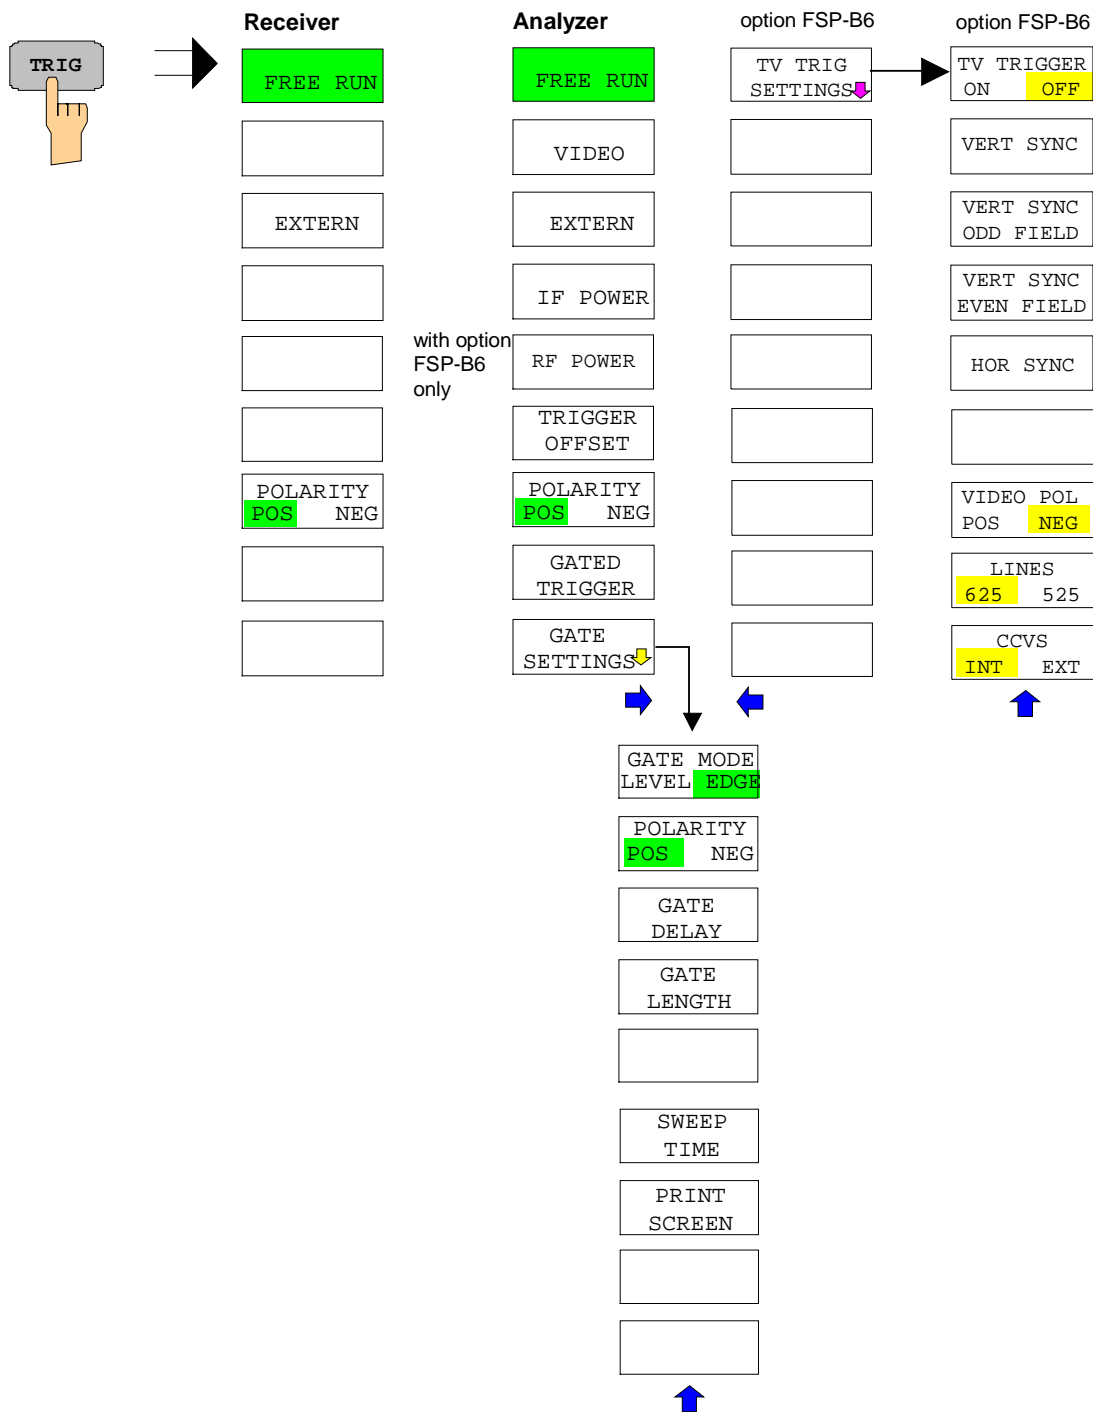 TRIG
Receiver
FREE RUN
EXTERN
POLARITY
POS NEG
with option
FSP-B6
only
Analyzer
FREE RUN
VIDEO
EXTERN
IF POWER
RF POWER
TRIGGER
OFFSET
POLARITY
POS NEG
GATED
TRIGGER
GATE
SETTINGS
option FSP-B6
TV TRIG
SETTINGS
option FSP-B6
TV TRIGGER
ON OFF
VERT SYNC
VERT SYNC
ODD FIELD
VERT SYNC
EVEN FIELD
HOR SYNC
VIDEO POL
POS NEG
LINES
625 525
CCVS
INT EXT
GATE MODE
LEVEL EDGE
POLARITY
POS NEG
GATE
DELAY
GATE
LENGTH
SWEEP
TIME
PRINT
SCREEN